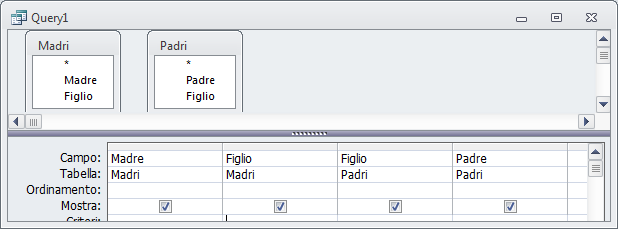 Query1
Madri Padri
* *
Madre Padre
Figlio Figlio
Campo: Madre Figlio Figlio Padre
Tabella: Madri Madri Padri Padri
Ordinamento:
Mostra:
Criteri: